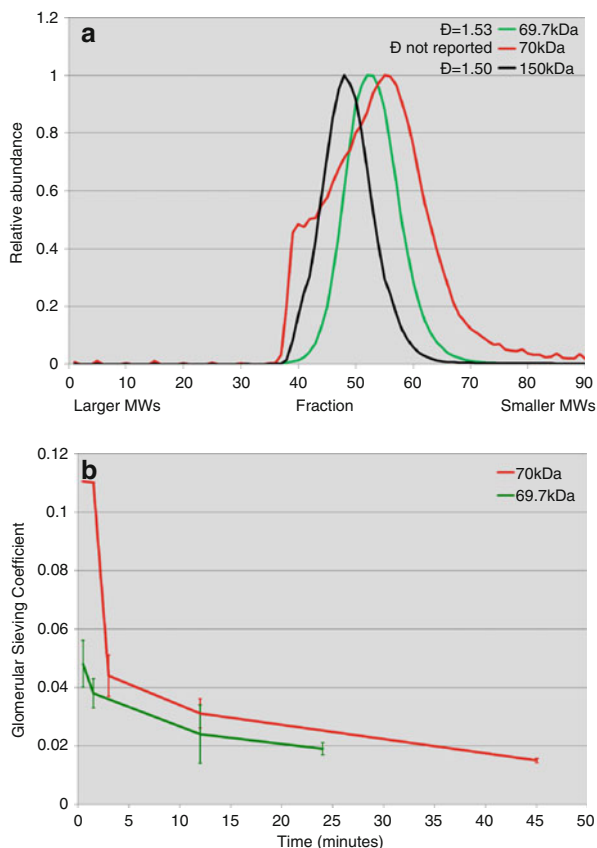 a
Đ=1.53 69.7kDa
Đ not reported 70kDa
Đ=1.50 150kDa
Relative abundance
1.2
1
0.8
0.6
0.4
0.2
0
0 10 20 30 40 50 60 70 80 90
Larger MWs Fraction Smaller MWs
b
70kDa
69.7kDa
Glomerular Sieving Coefficient
0.12
0.1
0.08
0.06
0.04
0.02
0
0 5 10 15 20 25 30 35 40 45 50
Time (minutes)